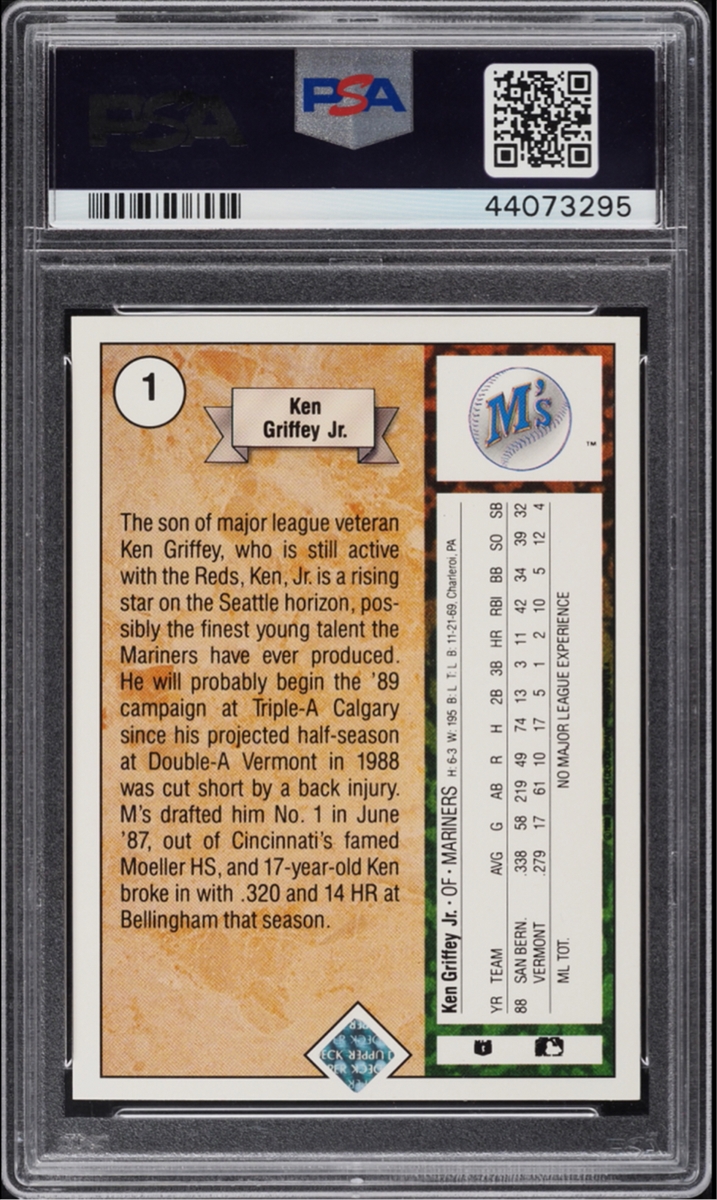 PSA
PSA
44073295
1
Ken
Griffey Jr.
M's
™
The son of major league veteran
Ken Griffey, who is still active
with the Reds, Ken, Jr. is a rising
star on the Seattle horizon, pos-
sibly the finest young talent the
Mariners have ever produced.
He will probably begin the '89
campaign at Triple-A Calgary
since his projected half-season
at Double-A Vermont in 1988
was cut short by a back injury.
M's drafted him No. 1 in June
'87, out of Cincinnati's famed
Moeller HS, and 17-year-old Ken
broke in with .320 and 14 HR at
Bellingham that season.
Ken Griffey Jr. · OF · MARINERS H: 6-3 W: 195 B: L T: L B: 11-21-69, Charleroi, PA
YR TEAM AVG G AB R H 2B 3B HR RBI BB SO SB
88 SAN BERN. .338 58 219 49 74 13 3 11 42 34 39 32
VERMONT .279 17 61 10 17 5 1 2 10 5 12 4
ML TOT. NO MAJOR LEAGUE EXPERIENCE